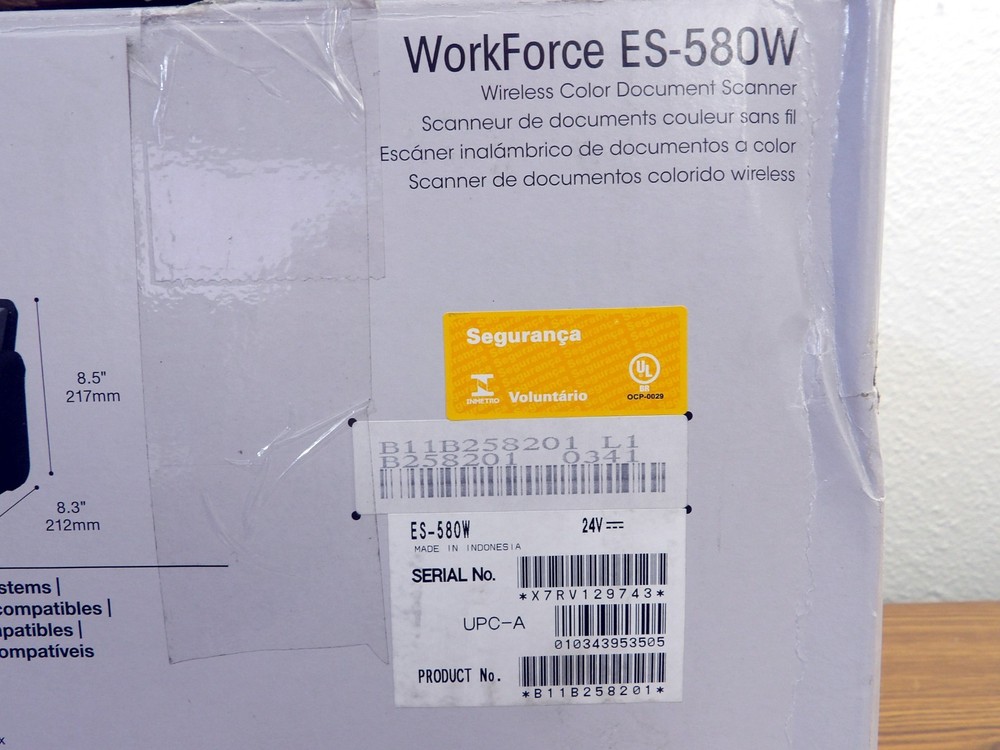 WorkForce ES-580W
Wireless Color Document Scanner
Scanneur de documents couleur sans fil
Escáner inalámbrico de documentos a color
Scanner de documentos colorido wireless
8.5"
217mm
8.3"
212mm
stems |
compatibles |
patibles |
ompatíveis
x
Segurança
INMETRO
Voluntário
UL
BR
OCP-0029
B11B258201 L1
B258201 0341
ES-580W 24V
MADE IN INDONESIA
SERIAL No.
*X7RV129743*
UPC-A
010343953505
PRODUCT No.
*B11B258201*